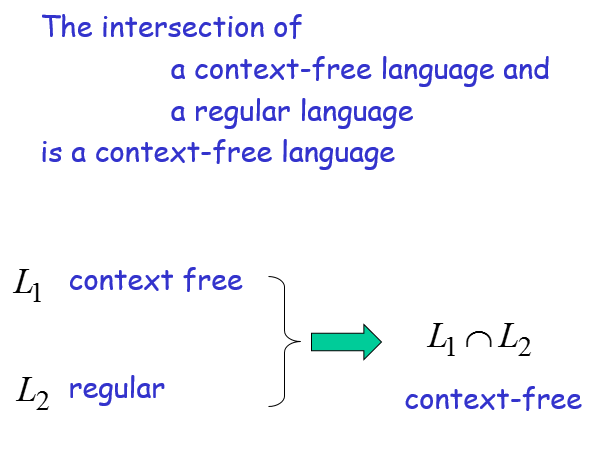 The intersection of
a context-free language and
a regular language
is a context-free language
L₁ context free
L₁ ∩ L₂
L₂ regular
context-free